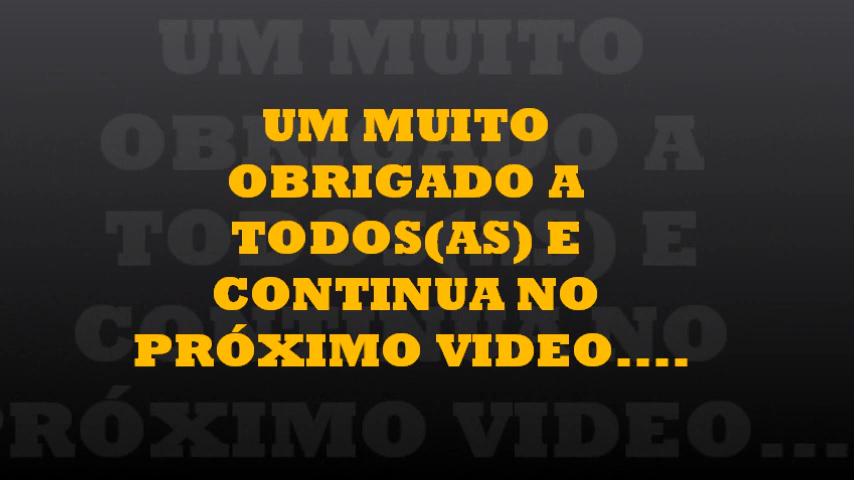 UM MUITO
OBRIGADO A
TODOS(AS) E
CONTINUA NO
PRÓXIMO VIDEO....